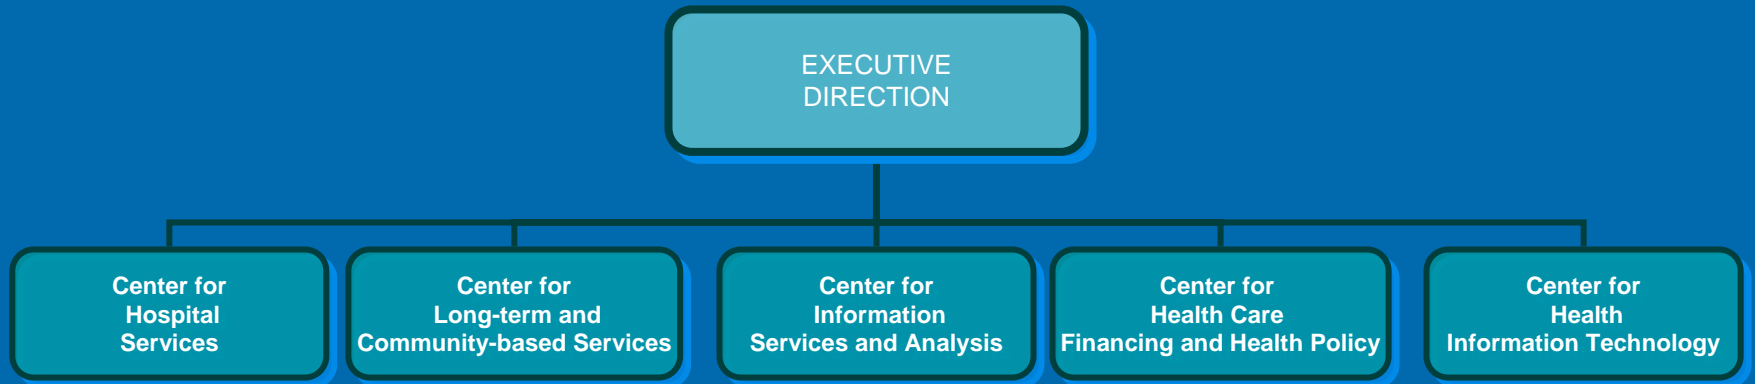 EXECUTIVE
DIRECTION
Center for
Hospital
Services
Center for
Long-term and
Community-based Services
Center for
Information
Services and Analysis
Center for
Health Care
Financing and Health Policy
Center for
Health
Information Technology